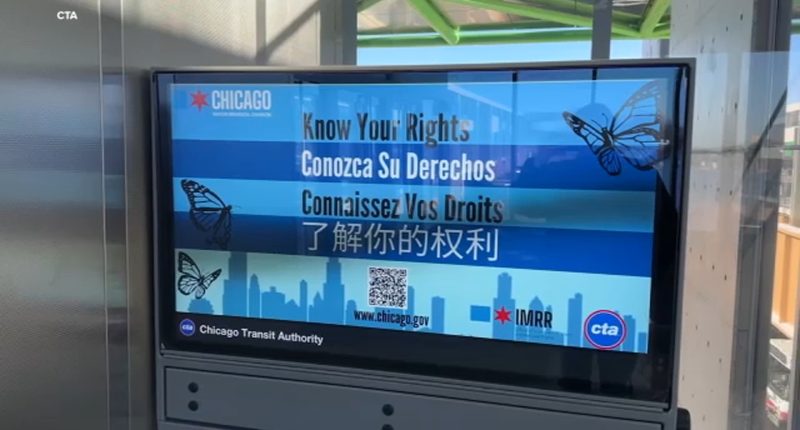 CTA
CHICAGO
Know Your Rights
Conozca Su Derechos
Connaissez Vos Droits
了解你的权利
www.chicago.gov
IMRR
cta
cta
Chicago Transit Authority